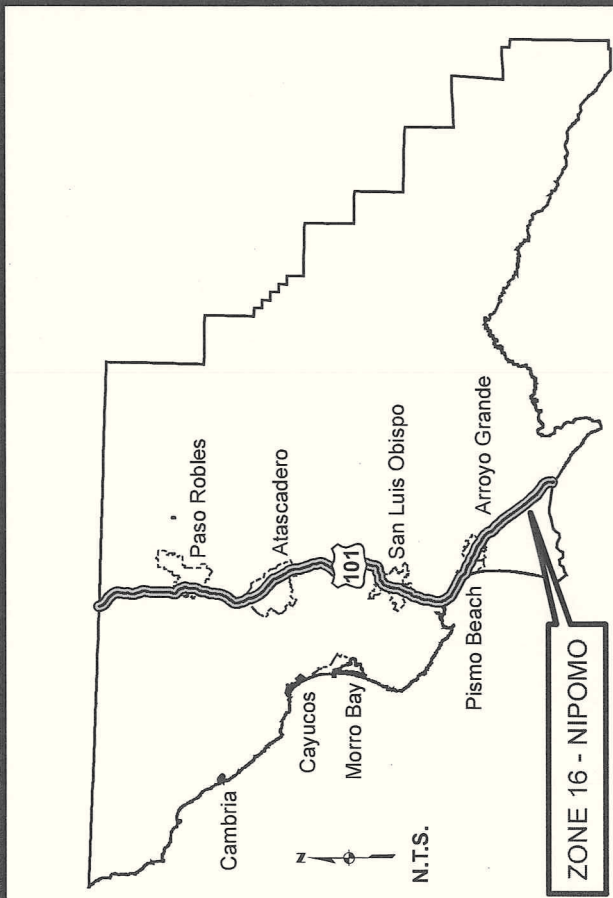 Paso Robles
Atascadero
101
San Luis Obispo
Arroyo Grande
Cambria
Cayucos
Morro Bay
Pismo Beach
N
N.T.S.
ZONE 16 - NIPOMO